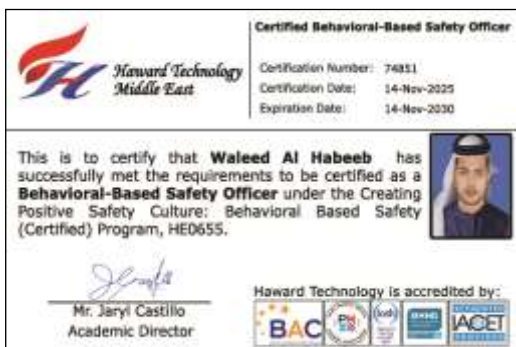 Certified Behavioral-Based Safety Officer
Haward Technology
Middle East
Certification Number: 74851
Certification Date: 14-Nov-2025
Expiration Date: 14-Nov-2030
This is to certify that Waleed Al Habeeb has
successfully met the requirements to be certified as a
Behavioral-Based Safety Officer under the Creating
Positive Safety Culture: Behavioral Based Safety
(Certified) Program, HE0655.
Mr. Jaryl Castillo
Academic Director
Haward Technology is accredited by:
BAC
IACET